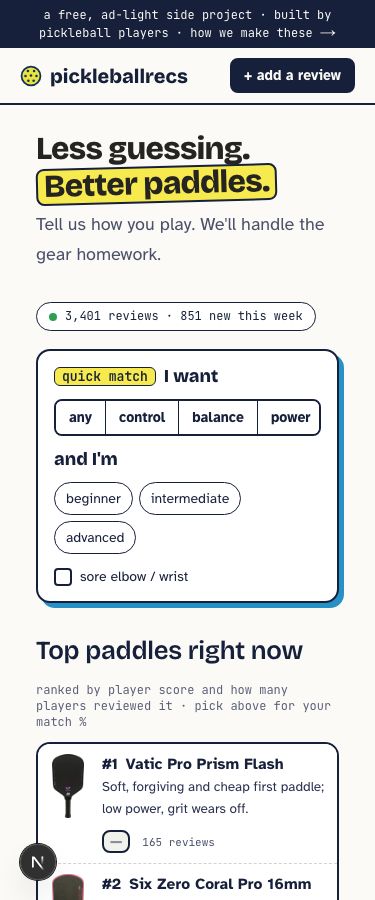 a free, ad-light side project · built by
pickleball players · how we make these →
pickleballrecs
+ add a review
Less guessing.
Better paddles.
Tell us how you play. We'll handle the
gear homework.
3,401 reviews · 851 new this week
quick match I want
any control balance power
and I'm
beginner intermediate
advanced
sore elbow / wrist
Top paddles right now
ranked by player score and how many
players reviewed it · pick above for your
match %
#1 Vatic Pro Prism Flash
Soft, forgiving and cheap first paddle;
low power, grit wears off.
— 165 reviews
N
#2 Six Zero Coral Pro 16mm